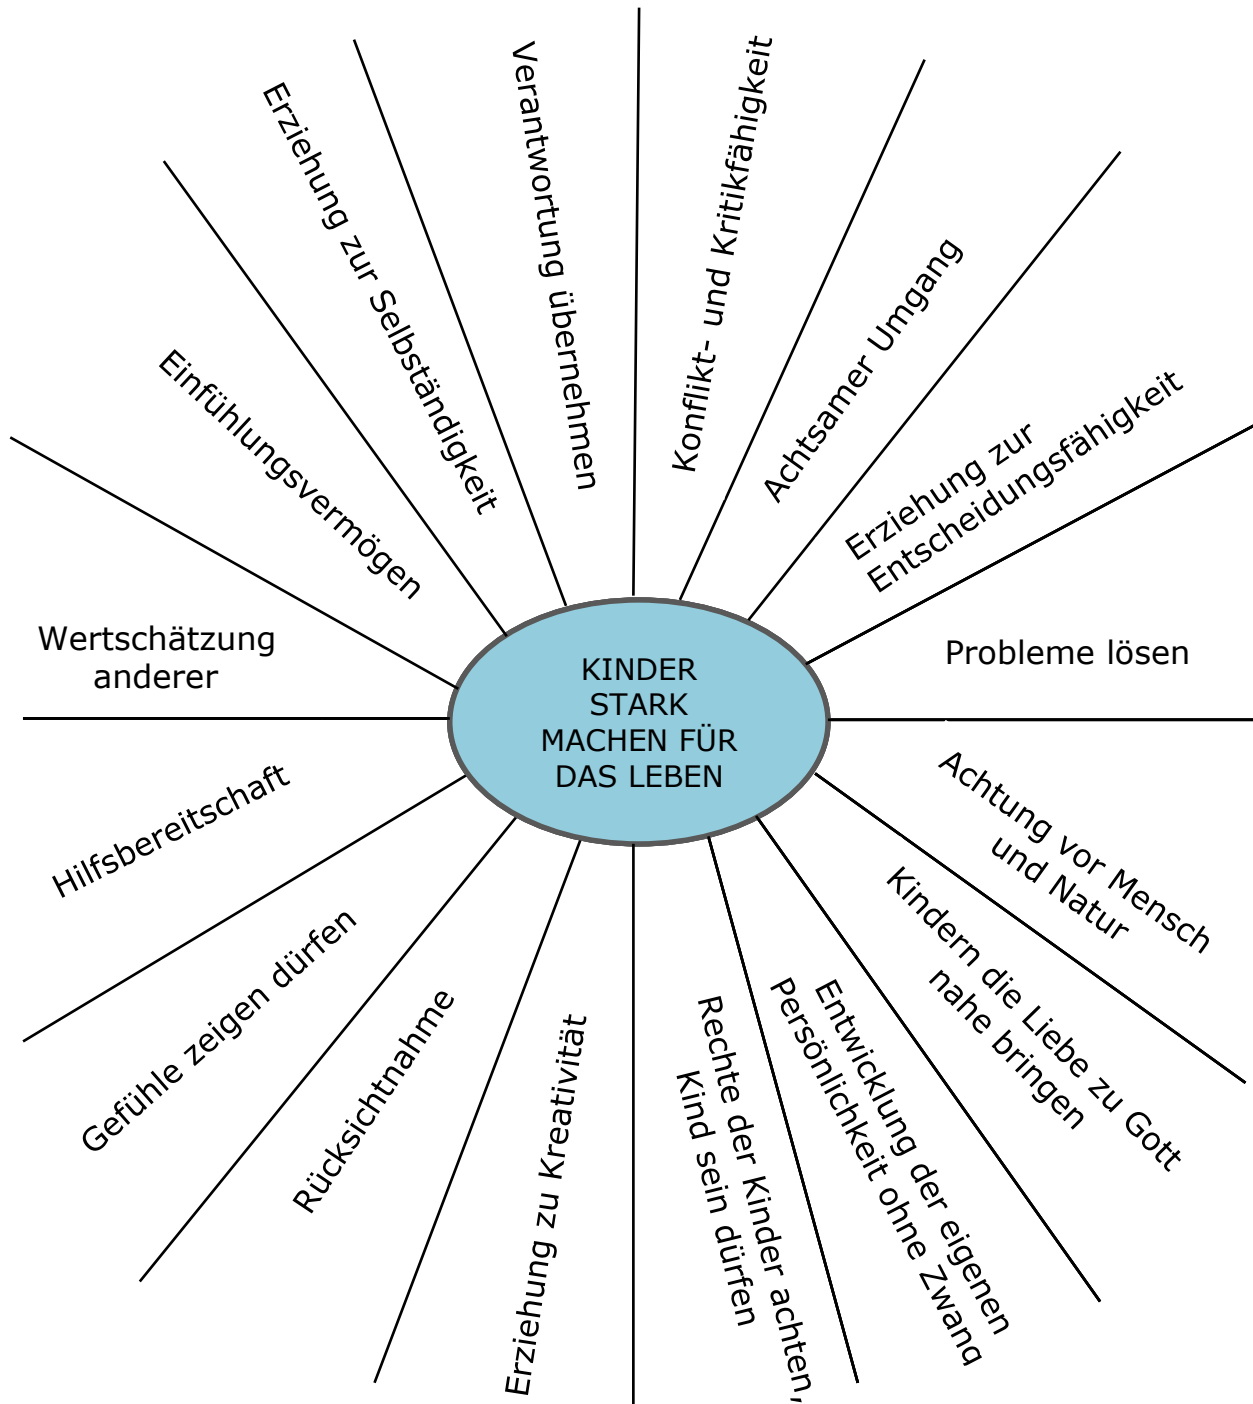 KINDER
STARK
MACHEN FÜR
DAS LEBEN
Verantwortung übernehmen
Konflikt- und Kritikfähigkeit
Achtsamer Umgang
Erziehung zur
Entscheidungsfähigkeit
Probleme lösen
Achtung vor Mensch
und Natur
Kindern die Liebe zu Gott
nahe bringen
Entwicklung der eigenen
Persönlichkeit ohne Zwang
Rechte der Kinder achten,
Kind sein dürfen
Erziehung zu Kreativität
Rücksichtnahme
Gefühle zeigen dürfen
Hilfsbereitschaft
Wertschätzung
anderer
Einfühlungsvermögen
Erziehung zur Selbständigkeit